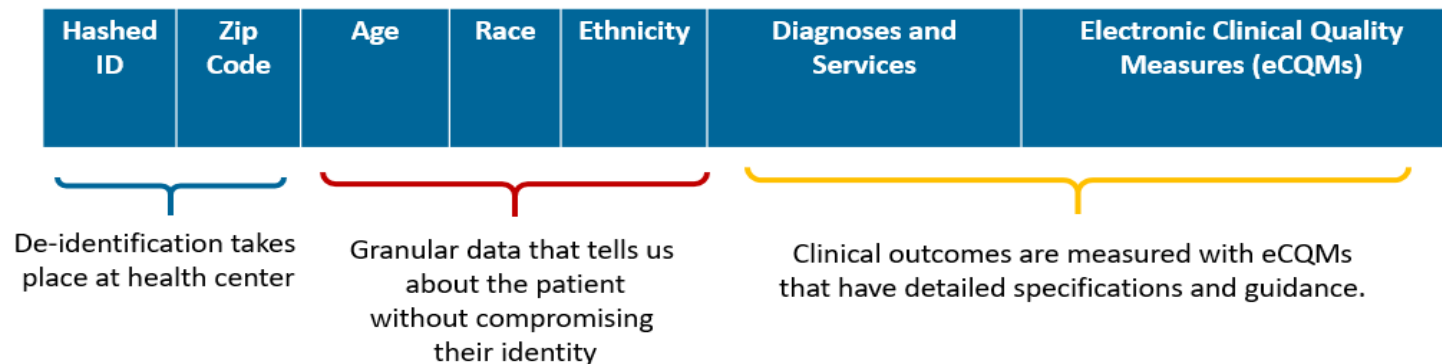 Hashed ID
Zip Code
Age
Race
Ethnicity
Diagnoses and Services
Electronic Clinical Quality Measures (eCQMs)
De-identification takes
place at health center
Granular data that tells us
about the patient
without compromising
their identity
Clinical outcomes are measured with eCQMs
that have detailed specifications and guidance.